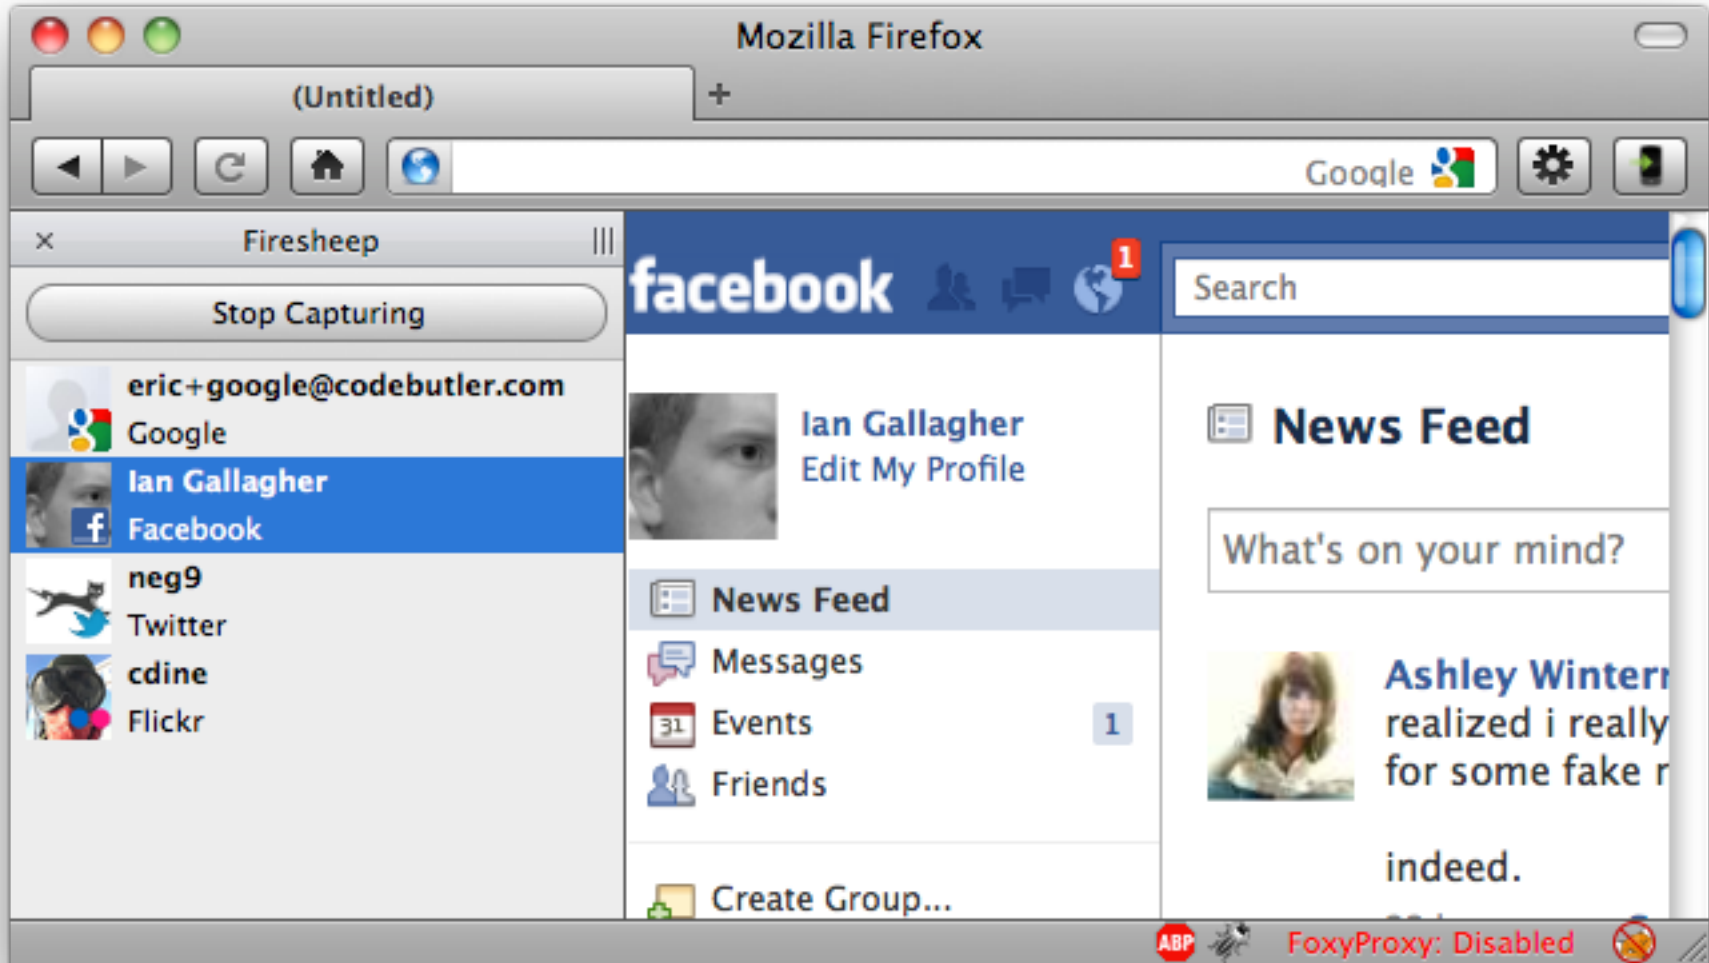 Mozilla Firefox
(Untitled)
Google
Firesheep
Stop Capturing
eric+google@codebutler.com
Google
Ian Gallagher
Facebook
neg9
Twitter
cdine
Flickr
facebook
1
Search
Ian Gallagher
Edit My Profile
News Feed
Messages
31 Events 1
Friends
Create Group...
News Feed
What's on your mind?
Ashley
realized i really
for some fake
indeed.
ABP
FoxyProxy: Disabled